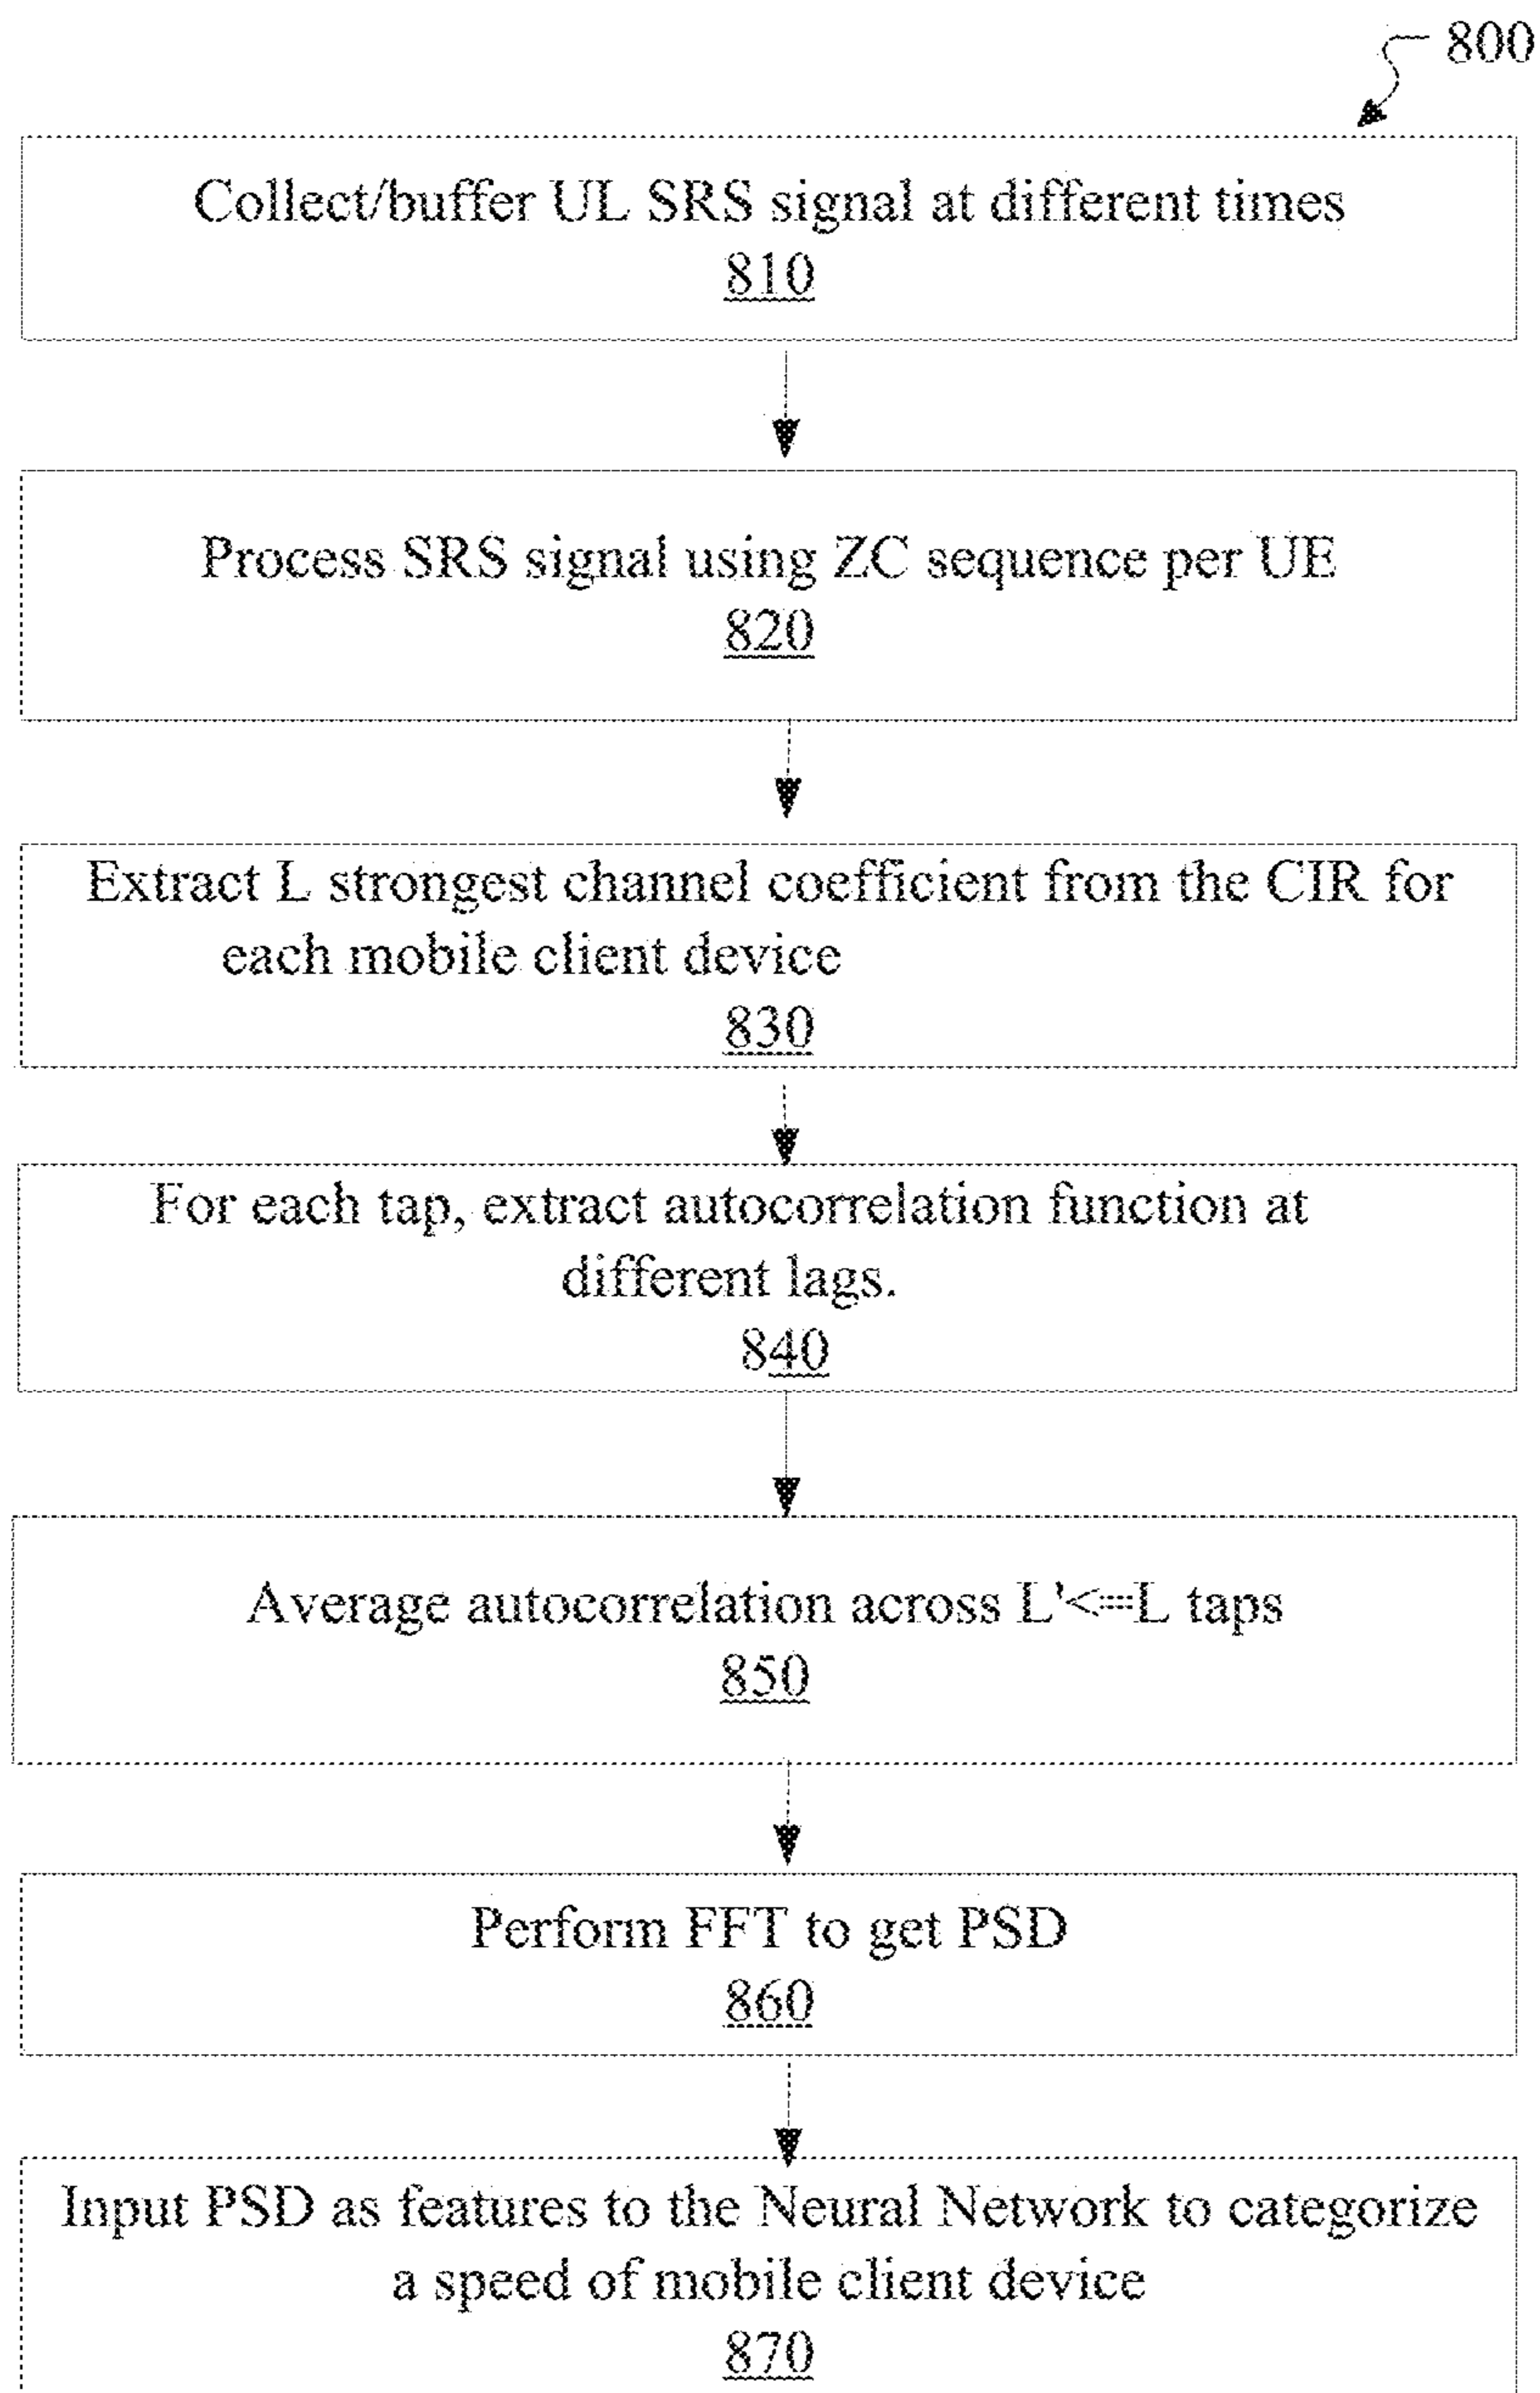 800
Collect/buffer UL SRS signal at different times
810
Process SRS signal using ZC sequence per UE
820
Extract L strongest channel coefficient from the CIR for
each mobile client device
830
For each tap, extract autocorrelation function at
different lags.
840
Average autocorrelation across L'<=L taps
850
Perform FFT to get PSD
860
Input PSD as features to the Neural Network to categorize
a speed of mobile client device
870